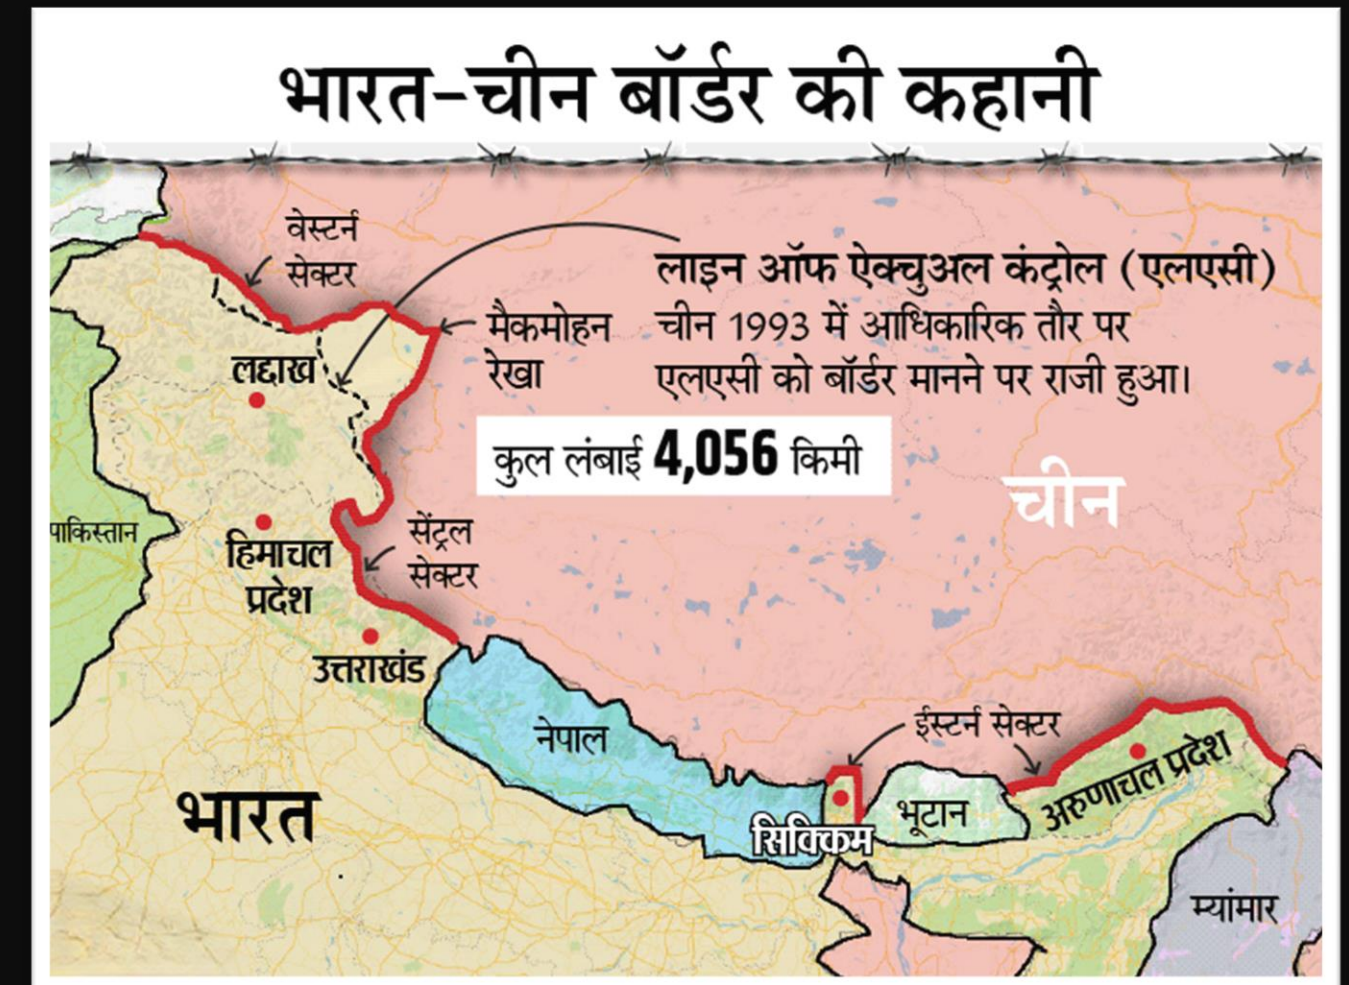 भारत-चीन बॉर्डर की कहानी
वेस्टर्न
सेक्टर
लाइन ऑफ ऐक्चुअल कंट्रोल (एलएसी)
चीन 1993 में आधिकारिक तौर पर
एलएसी को बॉर्डर मानने पर राजी हुआ।
मैकमोहन
रेखा
लद्दाख
कुल लंबाई 4,056 किमी
चीन
पाकिस्तान
सेंट्रल
सेक्टर
हिमाचल
प्रदेश
उत्तराखंड
नेपाल
ईस्टर्न सेक्टर
अरुणाचल प्रदेश
भारत
सिक्किम
भूटान
म्यांमार